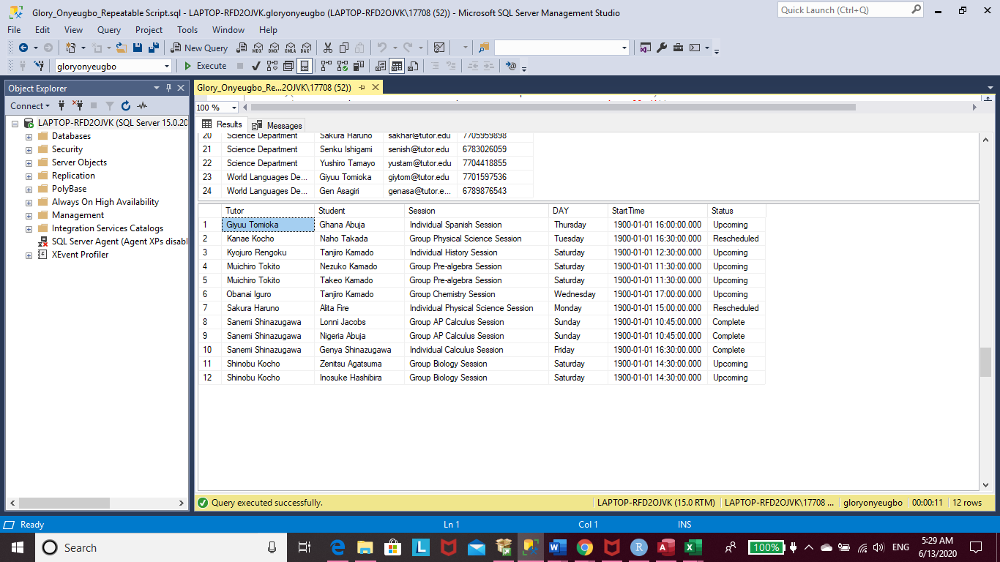 Glory_Onyeugbo_Repeatable Script.sql - LAPTOP-RFD2OJVK.gloryonyeugbo (LAPTOP-RFD2OJVK\17708 (52)) - Microsoft SQL Server Management Studio
Quick Launch (Ctrl+Q)
File Edit View Query Project Tools Window Help
New Query MDX DMX XMLA DAX
gloryonyeugbo Execute
Object Explorer
Glory_Onyeugbo_Re...2OJVK\17708 (52))
Connect
100 %
LAPTOP-RFD2OJVK (SQL Server 15.0.20
Databases
Security
Server Objects
Replication
PolyBase
Always On High Availability
Management
Integration Services Catalogs
SQL Server Agent (Agent XPs disabl
XEvent Profiler
Results Messages
20 Science Department Sakura Haruno sakhar@tutor.edu 7705959898
21 Science Department Senku Ishigami senish@tutor.edu 6783026059
22 Science Department Yushiro Tamayo yustam@tutor.edu 7704418855
23 World Languages De... Giyuu Tomioka giytom@tutor.edu 7701597536
24 World Languages De... Gen Asagiri genasa@tutor.e... 6789876543
Tutor Student Session DAY StartTime Status
1 Giyuu Tomioka Ghana Abuja Individual Spanish Session Thursday 1900-01-01 16:00:00.000 Upcoming
2 Kanae Kocho Naho Takada Group Physical Science Session Tuesday 1900-01-01 16:30:00.000 Rescheduled
3 Kyojuro Rengoku Tanjiro Kamado Individual History Session Saturday 1900-01-01 12:30:00.000 Upcoming
4 Muichiro Tokito Nezuko Kamado Group Pre-algebra Session Saturday 1900-01-01 11:30:00.000 Upcoming
5 Muichiro Tokito Takeo Kamado Group Pre-algebra Session Saturday 1900-01-01 11:30:00.000 Upcoming
6 Obanai Iguro Tanjiro Kamado Group Chemistry Session Wednesday 1900-01-01 17:00:00.000 Upcoming
7 Sakura Haruno Alita Fire Individual Physical Science Session Monday 1900-01-01 15:00:00.000 Rescheduled
8 Sanemi Shinazugawa Lonni Jacobs Group AP Calculus Session Sunday 1900-01-01 10:45:00.000 Complete
9 Sanemi Shinazugawa Nigeria Abuja Group AP Calculus Session Sunday 1900-01-01 10:45:00.000 Complete
10 Sanemi Shinazugawa Genya Shinazugawa Individual Calculus Session Friday 1900-01-01 16:30:00.000 Complete
11 Shinobu Kocho Zenitsu Agatsuma Group Biology Session Saturday 1900-01-01 14:30:00.000 Upcoming
12 Shinobu Kocho Inosuke Hashibira Group Biology Session Saturday 1900-01-01 14:30:00.000 Upcoming
Query executed successfully. LAPTOP-RFD2OJVK (15.0 RTM) LAPTOP-RFD2OJVK\17708 ... gloryonyeugbo 00:00:11 12 rows
Ready Ln 1 Col 1 INS
Search
100% ENG
5:29 AM
6/13/2020